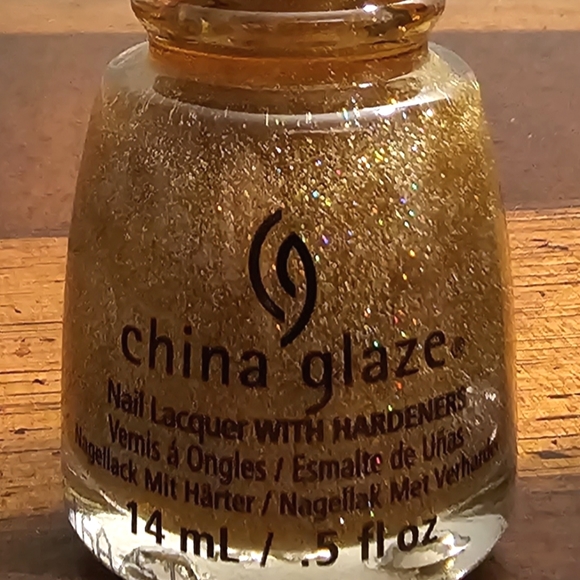 china glaze®
Nail Lacquer WITH HARDENERS
Vernis á Ongles / Esmalte de Uñas
Nagellack Mit Härter / Nagellak Met Verharder
14 mL / .5 fl oz